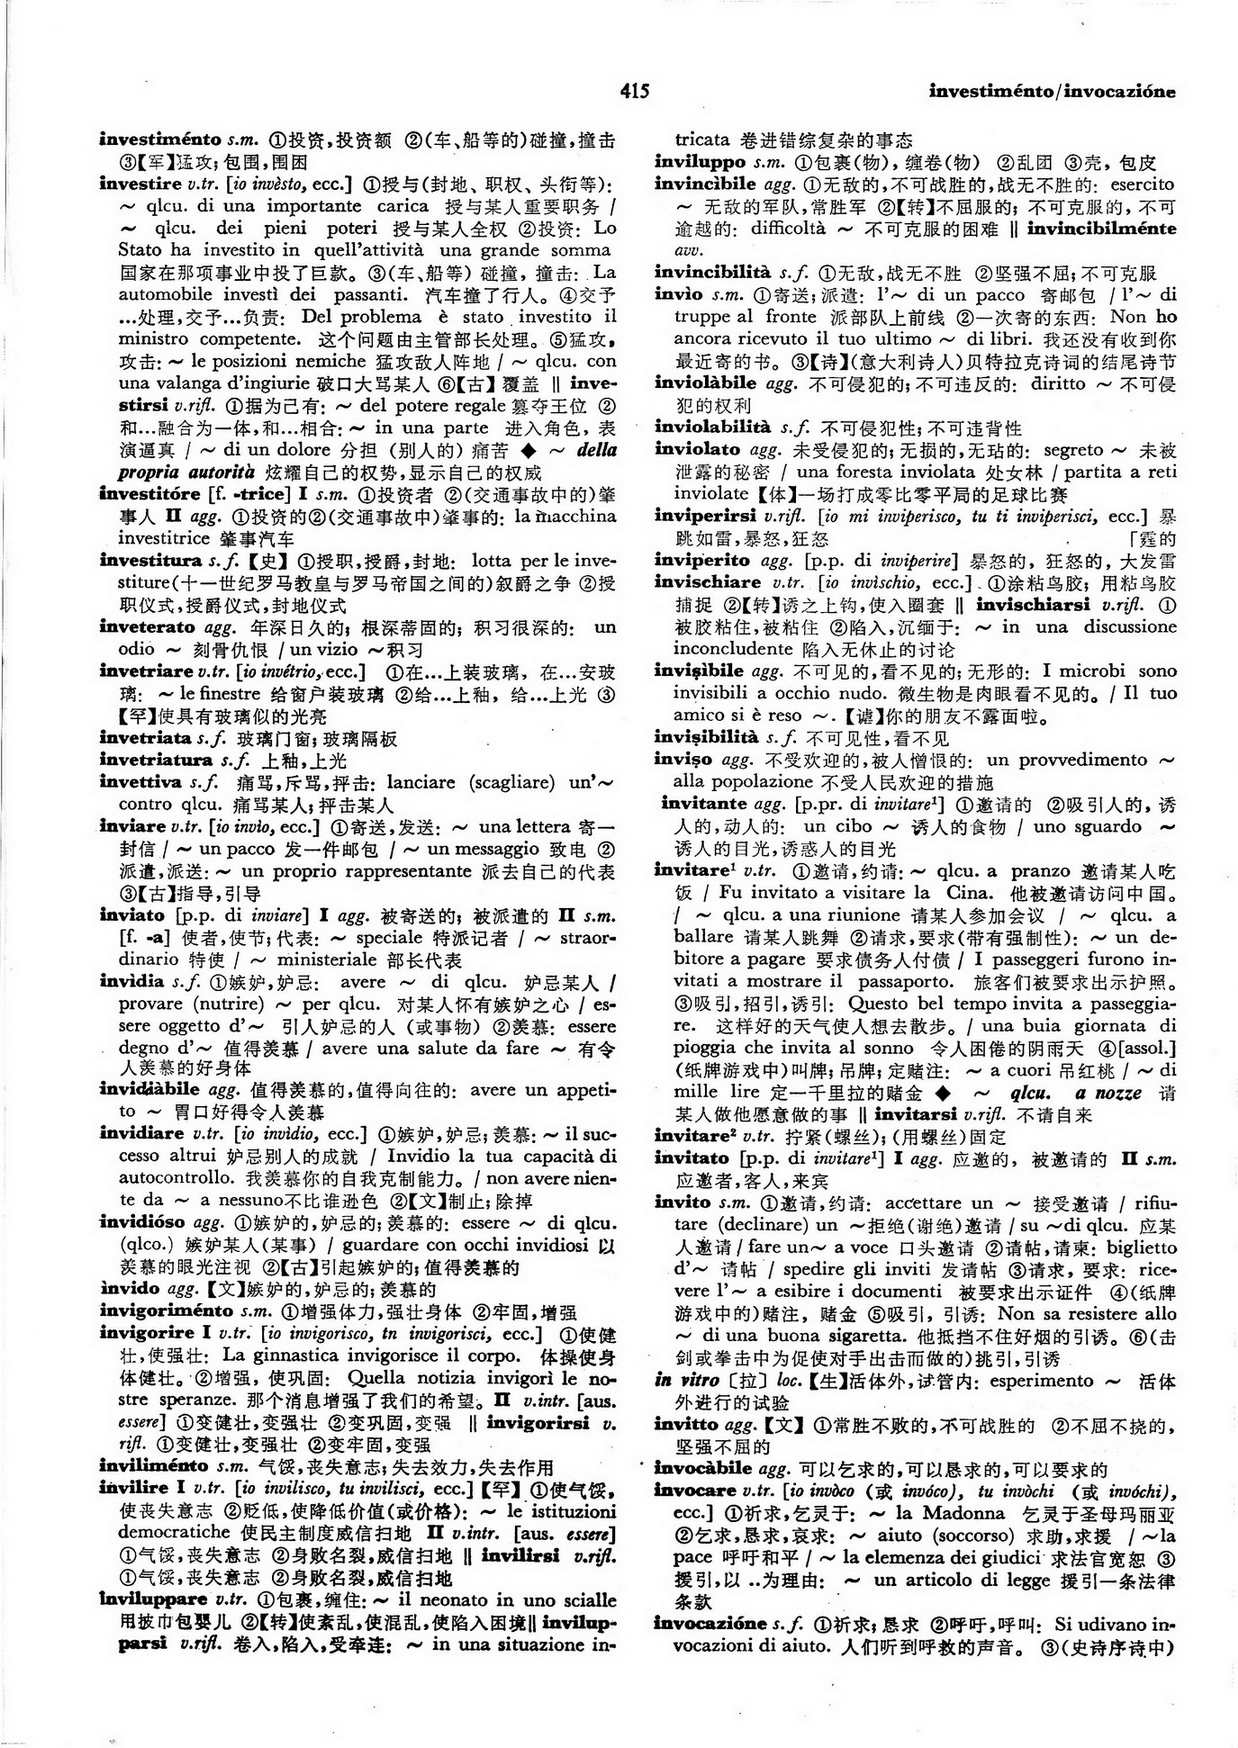 415
investiménto/invocazióne
investiménto s.m. ①投资,投资额 ②(车、船等的)碰撞,撞击
③【军】猛攻; 包围,围困
investire v.tr. [io invèsto, ecc.] ①授与(封地、职权、头衔等):
~ qlcu. di una importante carica 授与某人重要职务 /
~ qlcu. dei pieni poteri 授与某人全权 ②投资: Lo
Stato ha investito in quell'attività una grande somma
国家在那项事业中投了巨款。③(车、船等) 碰撞, 撞击: La
automobile investì dei passanti. 汽车撞了行人。④交予
…处理,交予…负责: Del problema è stato investito il
ministro competente. 这个问题由主管部长处理。⑤猛攻,
攻击: ~ le posizioni nemiche 猛攻敌人阵地 / ~ qlcu. con
una valanga d'ingiurie 破口大骂某人 ⑥【古】覆盖 ‖ inve-
stirsi v.rifl. ①据为己有: ~ del potere regale 篡夺王位 ②
和…融合为一体,和…相合: ~ in una parte 进入角色, 表
演逼真 / ~ di un dolore 分担 (别人的) 痛苦 ◆ ~ della
propria autorità 炫耀自己的权势,显示自己的权威
investitóre [f. -trice] I s.m. ①投资者 ②(交通事故中的)肇
事人 II agg. ①投资的②(交通事故中)肇事的: la macchina
investitrice 肇事汽车
investitura s.f.【史】①授职,授爵,封地: lotta per le inve-
stiture(十一世纪罗马教皇与罗马帝国之间的)叙爵之争 ②授
职仪式,授爵仪式,封地仪式
inveterato agg. 年深日久的; 根深蒂固的; 积习很深的: un
odio ~ 刻骨仇恨 / un vizio ~积习
invetriare v.tr. [io invétrio, ecc.] ①在…上装玻璃, 在…安玻
璃: ~ le finestre 给窗户装玻璃 ②给…上釉, 给…上光 ③
【罕】使具有玻璃似的光亮
invetriata s.f. 玻璃门窗; 玻璃隔板
invetriatura s.f. 上釉,上光
invettiva s.f. 痛骂,斥骂,抨击: lanciare (scagliare) un'~
contro qlcu. 痛骂某人; 抨击某人
inviare v.tr. [io invìo, ecc.] ①寄送,发送: ~ una lettera 寄一
封信 / ~ un pacco 发一件邮包 / ~ un messaggio 致电 ②
派遣,派送: ~ un proprio rappresentante 派去自己的代表
③【古】指导,引导
inviato [p.p. di inviare] I agg. 被寄送的; 被派遣的 II s.m.
[f. -a] 使者,使节; 代表: ~ speciale 特派记者 / ~ straor-
dinario 特使 / ~ ministeriale 部长代表
invìdia s.f. ①嫉妒,妒忌: avere ~ di qlcu. 妒忌某人 /
provare (nutrire) ~ per qlcu. 对某人怀有嫉妒之心 / es-
sere oggetto d'~ 引人妒忌的人 (或事物) ②羡慕: essere
degno d'~ 值得羡慕 / avere una salute da fare ~ 有令
人羡慕的好身体
invidiàbile agg. 值得羡慕的,值得向往的: avere un appeti-
to ~ 胃口好得令人羡慕
invidiare v.tr. [io invìdio, ecc.] ①嫉妒,妒忌; 羡慕: ~ il suc-
cesso altrui 妒忌别人的成就 / Invidio la tua capacità di
autocontrollo. 我羡慕你的自我克制能力。/ non avere nien-
te da ~ a nessuno不比谁逊色 ②【文】制止; 除掉
invidióso agg. ①嫉妒的,妒忌的; 羡慕的: essere ~ di qlcu.
(qlco.) 嫉妒某人(某事) / guardare con occhi invidiosi 以
羡慕的眼光注视 ②【古】引起嫉妒的; 值得羡慕的
ìnvido agg.【文】嫉妒的,妒忌的; 羡慕的
invigoriménto s.m. ①增强体力,强壮身体 ②牢固,增强
invigorire I v.tr. [io invigorisco, tn invigorisci, ecc.] ①使健
壮,使强壮: La ginnastica invigorisce il corpo. 体操使身
体健壮。②增强, 使巩固: Quella notizia invigorì le no-
stre speranze. 那个消息增强了我们的希望。II v.intr. [aus.
essere] ①变健壮,变强壮 ②变巩固,变强 ‖ invigorirsi v.
rifl. ①变健壮,变强壮 ②变牢固,变强
inviliménto s.m. 气馁,丧失意志; 失去效力,失去作用
invilire I v.tr. [io invilisco, tu invilisci, ecc.]【罕】①使气馁,
使丧失意志 ②贬低,使降低价值(或价格): ~ le istituzioni
democratiche 使民主制度威信扫地 II v.intr. [aus. essere]
①气馁,丧失意志 ②身败名裂,威信扫地 ‖ invilirsi v.rifl.
①气馁,丧失意志 ②身败名裂,威信扫地
inviluppare v.tr. ①包裹,缠住: ~ il neonato in uno scialle
用披巾包婴儿 ②【转】使紊乱,使混乱,使陷入困境‖ invilup-
parsi v.rifl. 卷入,陷入,受牵连: ~ in una situazione in-
tricata 卷进错综复杂的事态
inviluppo s.m. ①包裹(物), 缠卷(物) ②乱团 ③壳, 包皮
invincìbile agg. ①无敌的,不可战胜的,战无不胜的: esercito
~ 无敌的军队,常胜军 ②【转】不屈服的; 不可克服的, 不可
逾越的: difficoltà ~ 不可克服的困难 ‖ invincibilménte
avv.
invincibilità s.f. ①无敌,战无不胜 ②坚强不屈; 不可克服
invìo s.m. ①寄送; 派遣: l'~ di un pacco 寄邮包 / l'~ di
truppe al fronte 派部队上前线 ②一次寄的东西: Non ho
ancora ricevuto il tuo ultimo ~ di libri. 我还没有收到你
最近寄的书。③【诗】(意大利诗人)贝特拉克诗词的结尾诗节
inviolàbile agg. 不可侵犯的; 不可违反的: diritto ~ 不可侵
犯的权利
inviolabilità s.f. 不可侵犯性; 不可违背性
inviolato agg. 未受侵犯的; 无损的,无玷的: segreto ~ 未被
泄露的秘密 / una foresta inviolata 处女林 / partita a reti
inviolate【体】一场打成零比零平局的足球比赛
inviperirsi v.rifl. [io mi inviperisco, tu ti inviperisci, ecc.] 暴
跳如雷,暴怒,狂怒 「霆的
inviperito agg. [p.p. di inviperire] 暴怒的, 狂怒的, 大发雷
invischiare v.tr. [io invischio, ecc.] ①涂粘鸟胶; 用粘鸟胶
捕捉 ②【转】诱之上钩,使入圈套 ‖ invischiarsi v.rifl. ①
被胶粘住,被粘住 ②陷入,沉缅于: ~ in una discussione
inconcludente 陷入无休止的讨论
invisìbile agg. 不可见的,看不见的; 无形的: I microbi sono
invisibili a occhio nudo. 微生物是肉眼看不见的。/ Il tuo
amico si è reso ~.【谑】你的朋友不露面啦。
invisibilità s.f. 不可见性,看不见
inviso agg. 不受欢迎的,被人憎恨的: un provvedimento ~
alla popolazione 不受人民欢迎的措施
invitante agg. [p.pr. di invitare¹] ①邀请的 ②吸引人的, 诱
人的,动人的: un cibo ~ 诱人的食物 / uno sguardo ~
诱人的目光,诱惑人的目光
invitare¹ v.tr. ①邀请,约请: ~ qlcu. a pranzo 邀请某人吃
饭 / Fu invitato a visitare la Cina. 他被邀请访问中国。
/ ~ qlcu. a una riunione 请某人参加会议 / ~ qlcu. a
ballare 请某人跳舞 ②请求,要求(带有强制性): ~ un de-
bitore a pagare 要求债务人付债 / I passeggeri furono in-
vitati a mostrare il passaporto. 旅客们被要求出示护照。
③吸引,招引,诱引: Questo bel tempo invita a passeggia-
re. 这样好的天气使人想去散步。/ una buia giornata di
pioggia che invita al sonno 令人困倦的阴雨天 ④[assol.]
(纸牌游戏中)叫牌; 吊牌; 定赌注: ~ a cuori 吊红桃 / ~ di
mille lire 定一千里拉的赌金 ◆ ~ qlcu. a nozze 请
某人做他愿意做的事 ‖ invitarsi v.rifl. 不请自来
invitare² v.tr. 拧紧(螺丝); (用螺丝)固定
invitato [p.p. di invitare¹] I agg. 应邀的, 被邀请的 II s.m.
应邀者,客人,来宾
invito s.m. ①邀请,约请: accettare un ~ 接受邀请 / rifiu-
tare (declinare) un ~拒绝(谢绝)邀请 / su ~di qlcu. 应某
人邀请 / fare un~ a voce 口头邀请 ②请帖,请柬: biglietto
d'~ 请帖 / spedire gli inviti 发请帖 ③请求, 要求: rice-
vere l'~ a esibire i documenti 被要求出示证件 ④(纸牌
游戏中的)赌注, 赌金 ⑤吸引, 引诱: Non sa resistere allo
~ di una buona sigaretta. 他抵挡不住好烟的引诱。⑥(击
剑或拳击中为促使对手出击而做的)挑引,引诱
in vitro〔拉〕loc.【生】活体外,试管内: esperimento ~ 活体
外进行的试验
invitto agg.【文】①常胜不败的,不可战胜的 ②不屈不挠的,
坚强不屈的
invocàbile agg. 可以乞求的,可以恳求的,可以要求的
invocare v.tr. [io invòco (或 invóco), tu invòchi (或 invóchi),
ecc.] ①祈求,乞灵于: ~ la Madonna 乞灵于圣母玛丽亚
②乞求,恳求,哀求: ~ aiuto (soccorso) 求助,求援 / ~la
pace 呼吁和平 / ~ la elemenza dei giudici 求法官宽恕 ③
援引,以 ..为理由: ~ un articolo di legge 援引一条法律
条款
invocazióne s.f. ①祈求; 恳求 ②呼吁,呼叫: Si udivano in-
vocazioni di aiuto. 人们听到呼救的声音。 ③(史诗序诗中)